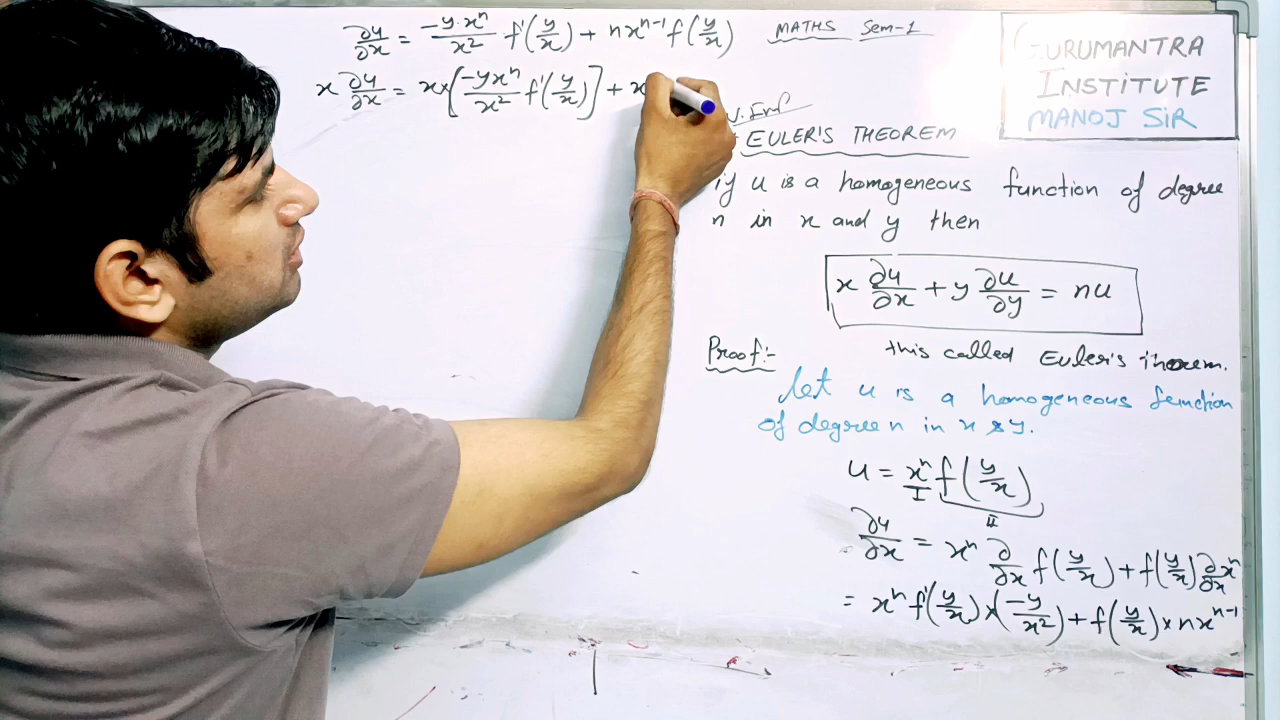 ∂u/∂x = -y·xⁿ/x² f'(y/x) + nxⁿ⁻¹ f(y/x)
x ∂u/∂x = x×[-yxⁿ/x² f'(y/x)] + x
MATHS Sem-1
GURUMANTRA
INSTITUTE
MANOJ SIR
V. Imp
EULER'S THEOREM
if u is a homogeneous function of degree
n in x and y then
x ∂u/∂x + y ∂u/∂y = nu
this called Euler's theorem.
Proof:-
Let u is a homogeneous function
of degree n in x & y.
u = xⁿ f(y/x)
I II
∂u/∂x = xⁿ ∂/∂x f(y/x) + f(y/x) ∂/∂x xⁿ
= xⁿ f'(y/x) × (-y/x²) + f(y/x) × nxⁿ⁻¹